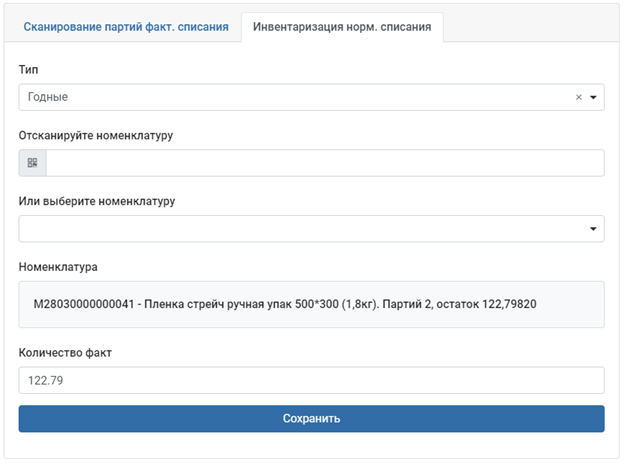 Сканирование партий факт. списания
Инвентаризация норм. списания
Тип
Годные
Отсканируйте номенклатуру
Или выберите номенклатуру
Номенклатура
М28030000000041 - Пленка стрейч ручная упак 500*300 (1,8кг). Партий 2, остаток 122,79820
Количество факт
122.79
Сохранить